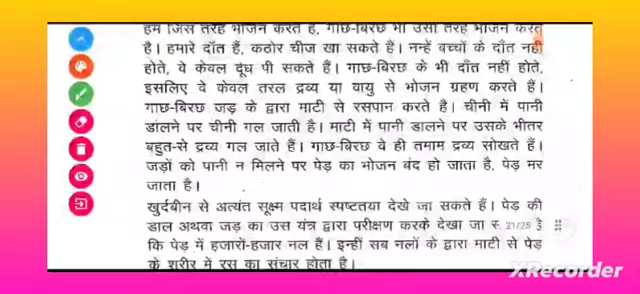 हम जिस तरह भोजन करते हैं, गाछ-बिरछ भी उसी तरह भोजन करते
है। हमारे दाँत हैं, कठोर चीज खा सकते हैं। नन्हें बच्चों के दाँत नहीं
होते, वे केवल दूध पी सकते हैं। गाछ-बिरछ के भी दाँत नहीं होते,
इसलिए वे केवल तरल द्रव्य या वायु से भोजन ग्रहण करते हैं।
गाछ-बिरछ जड़ के द्वारा माटी से रसपान करते है। चीनी में पानी
डालने पर चीनी गल जाती है। माटी में पानी डालने पर उसके भीतर
बहुत-से द्रव्य गल जाते हैं। गाछ-बिरछ वे ही तमाम द्रव्य सोखते हैं।
जड़ों को पानी न मिलने पर पेड़ का भोजन बंद हो जाता है, पेड़ मर
जाता है।
खुर्दबीन से अत्यंत सूक्ष्म पदार्थ स्पष्टतया देखे जा सकते हैं। पेड़ की
डाल अथवा जड़ का उस यंत्र द्वारा परीक्षण करके देखा जा स 21/25 है
कि पेड़ में हजारों-हजार नल हैं। इन्हीं सब नलों के द्वारा माटी से पेड़
के शरीर में रस का संचार होता है।
XRecorder